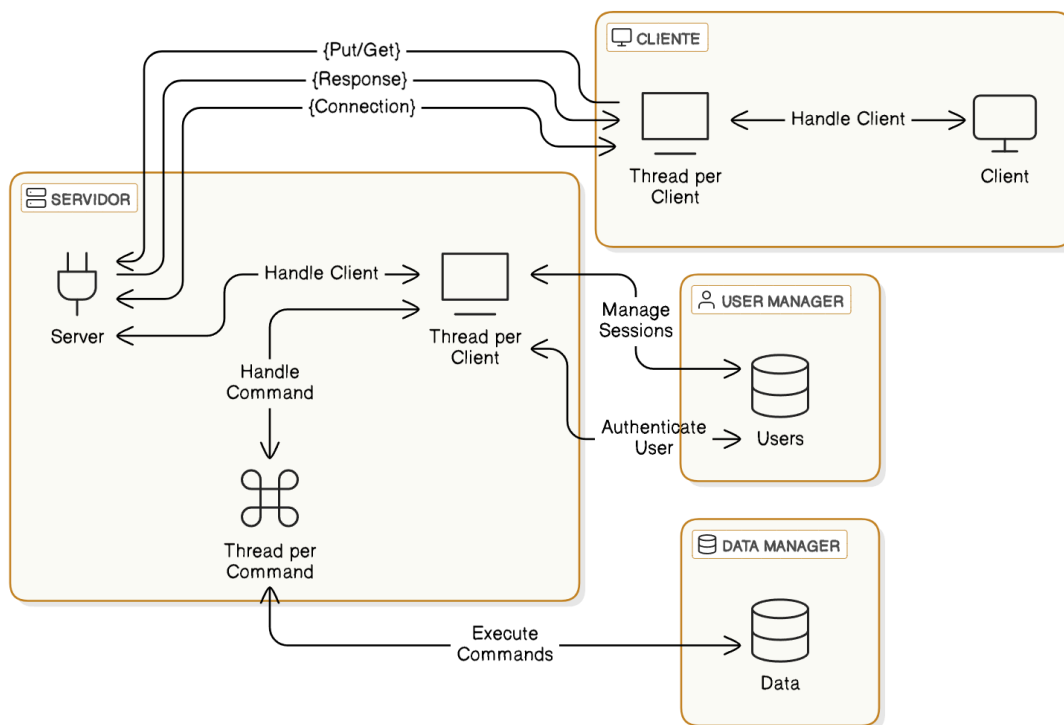 CLIENTE
{Put/Get}
{Response}
{Connection}
Handle Client
Thread per
Client
Client
SERVIDOR
Handle Client
Server
Thread per
Client
Handle
Command
Thread per
Command
Manage
Sessions
USER MANAGER
Authenticate
User
Users
DATA MANAGER
Execute
Commands
Data